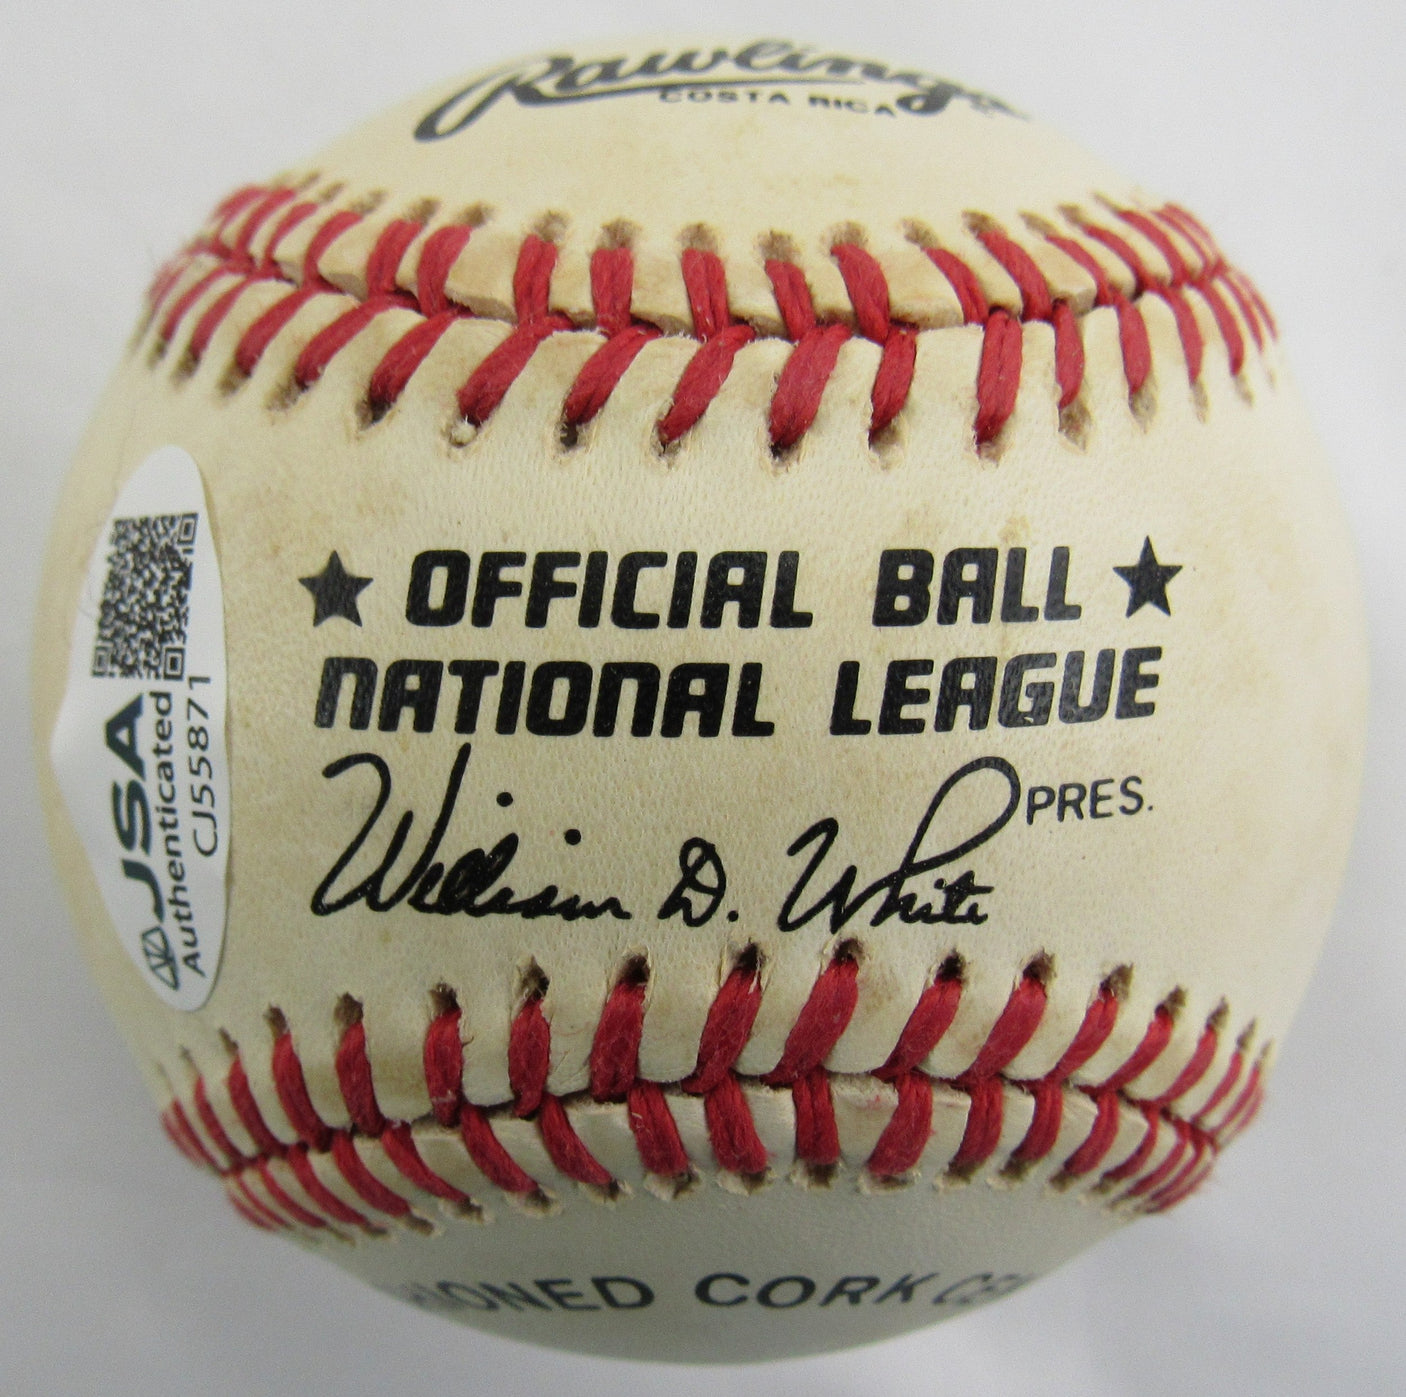 Rawlings
COSTA RICA
★ OFFICIAL BALL ★
NATIONAL LEAGUE
William D. White PRES.
JSA
Authenticated
CJ55871
CORK